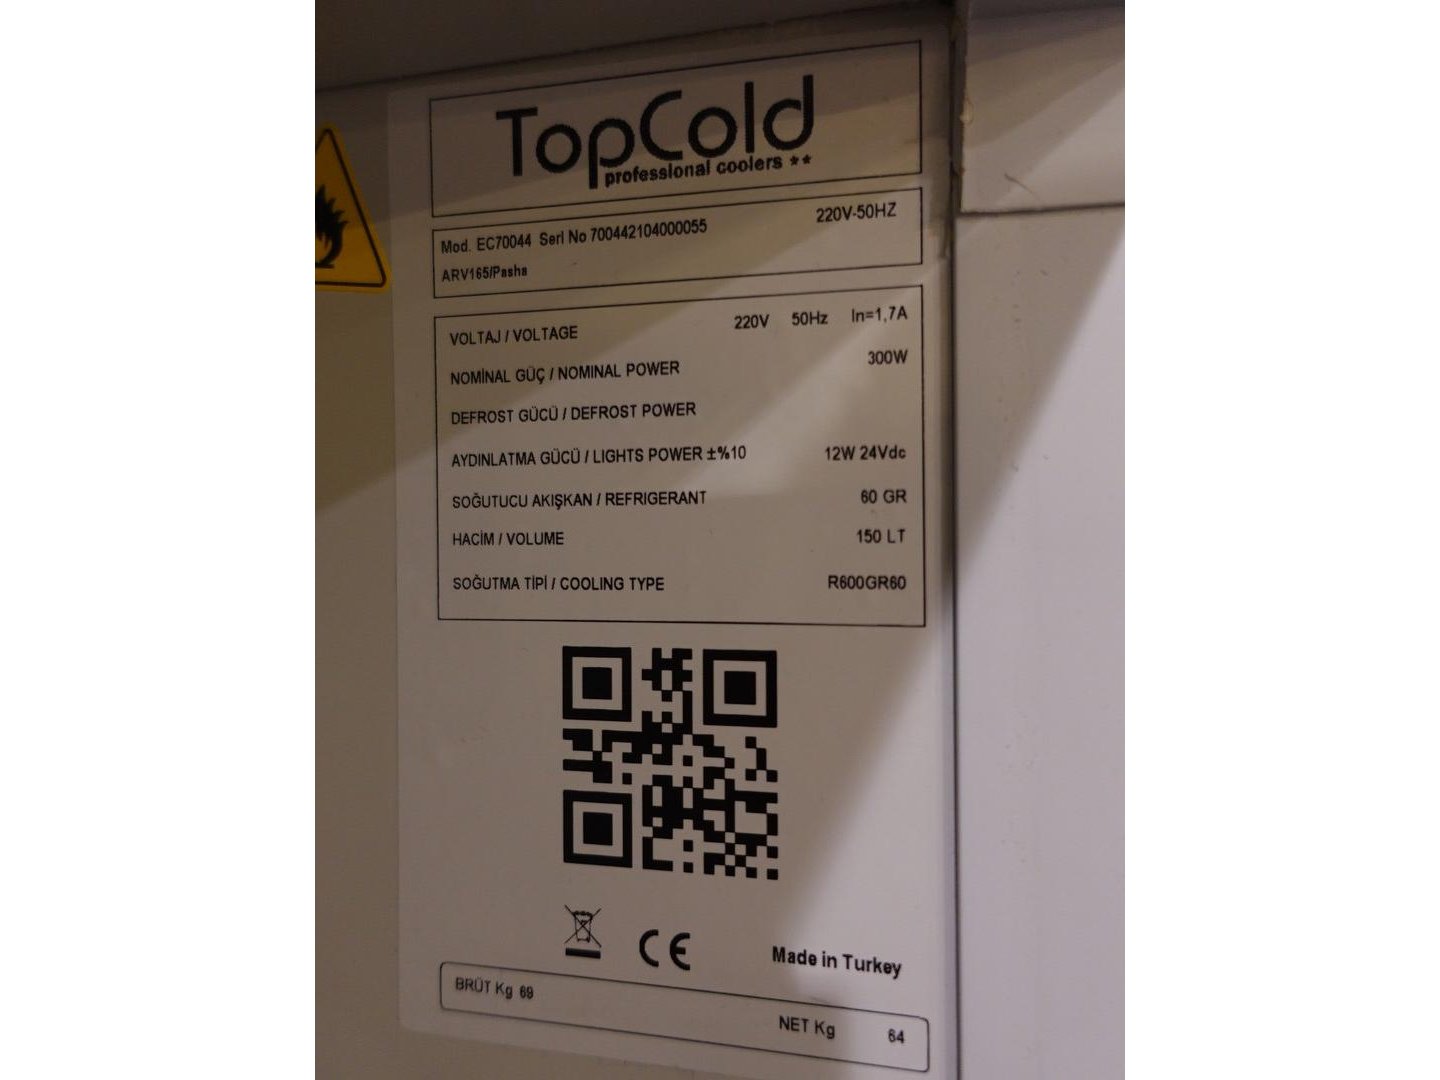 TopCold
professional coolers **
Mod. EC70044 Seri No 700442104000055 220V-50HZ
ARV165/Pasha
VOLTAJ / VOLTAGE 220V 50Hz In=1,7A
NOMİNAL GÜÇ / NOMINAL POWER 300W
DEFROST GÜCÜ / DEFROST POWER
AYDINLATMA GÜCÜ / LIGHTS POWER ±%10 12W 24Vdc
SOĞUTUCU AKIŞKAN / REFRIGERANT 60 GR
HACİM / VOLUME 150 LT
SOĞUTMA TİPİ / COOLING TYPE R600GR60
CE
Made in Turkey
BRÜT Kg 69
NET Kg 64